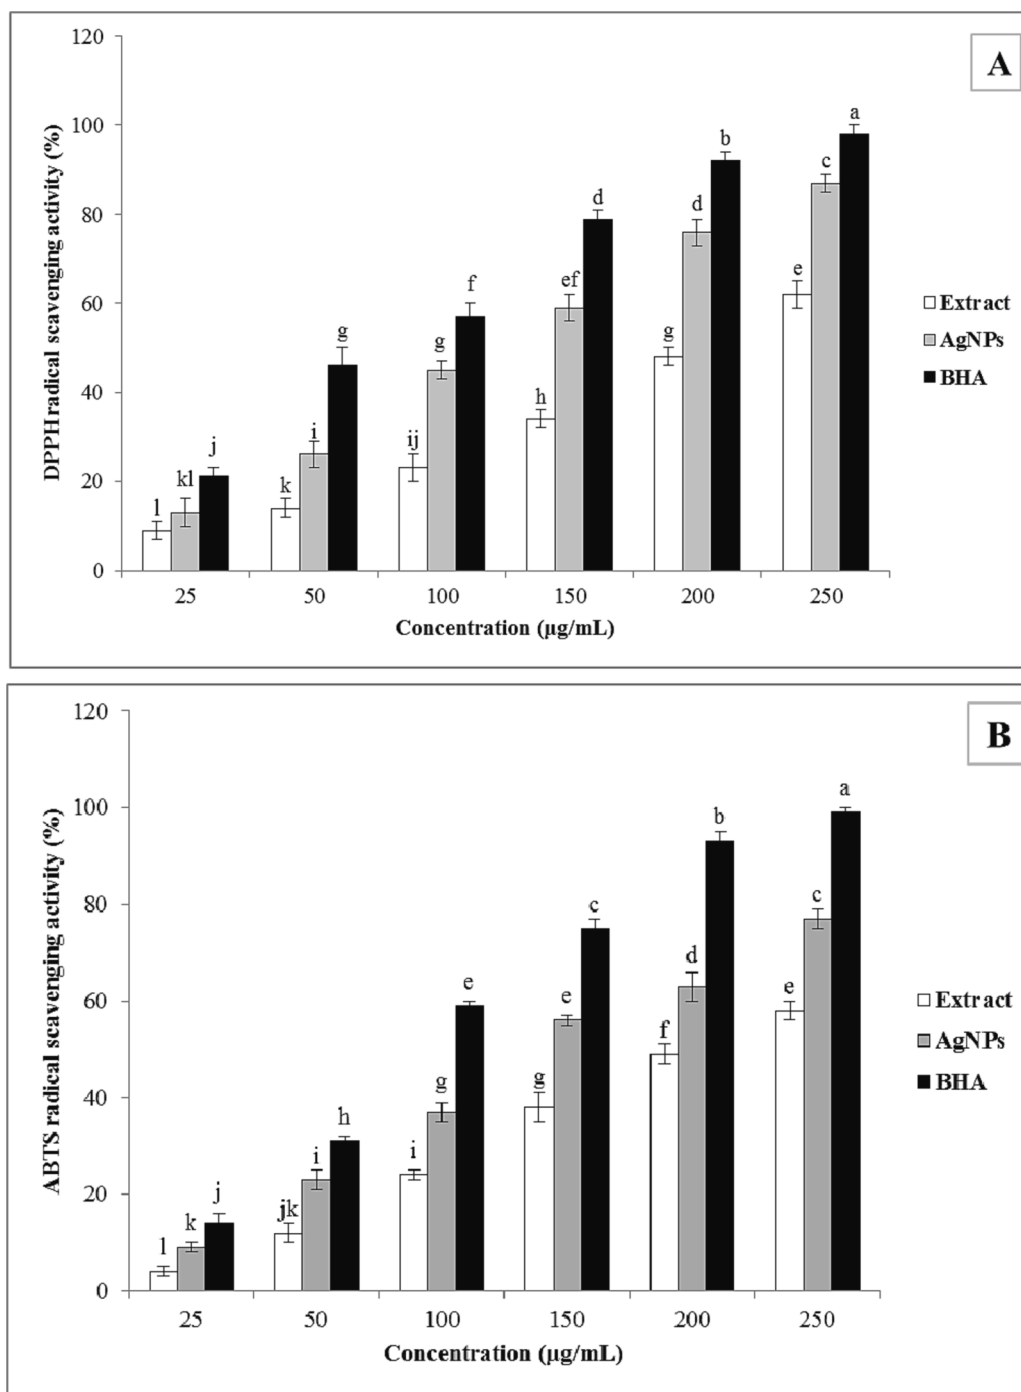 A
120
100
80
60
40
20
0
DPPH radical scavenging activity (%)
l kl j
k i g
ij g f
h ef d
g d b
e c a
25 50 100 150 200 250
Concentration (µg/mL)
Extract
AgNPs
BHA
B
120
100
80
60
40
20
0
ABTS radical scavenging activity (%)
l k j
jk i h
i g e
g e c
f d b
e c a
25 50 100 150 200 250
Concentration (µg/mL)
Extract
AgNPs
BHA